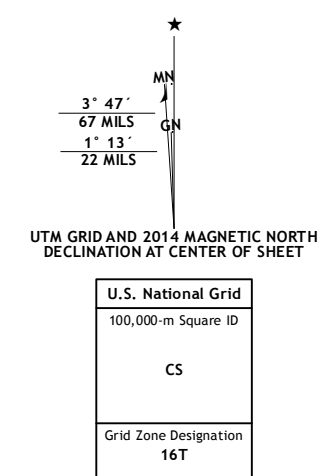 ★
MN
3° 47´
67 MILS
GN
1° 13´
22 MILS
UTM GRID AND 2014 MAGNETIC NORTH
DECLINATION AT CENTER OF SHEET
U.S. National Grid
100,000-m Square ID
CS
Grid Zone Designation
16T